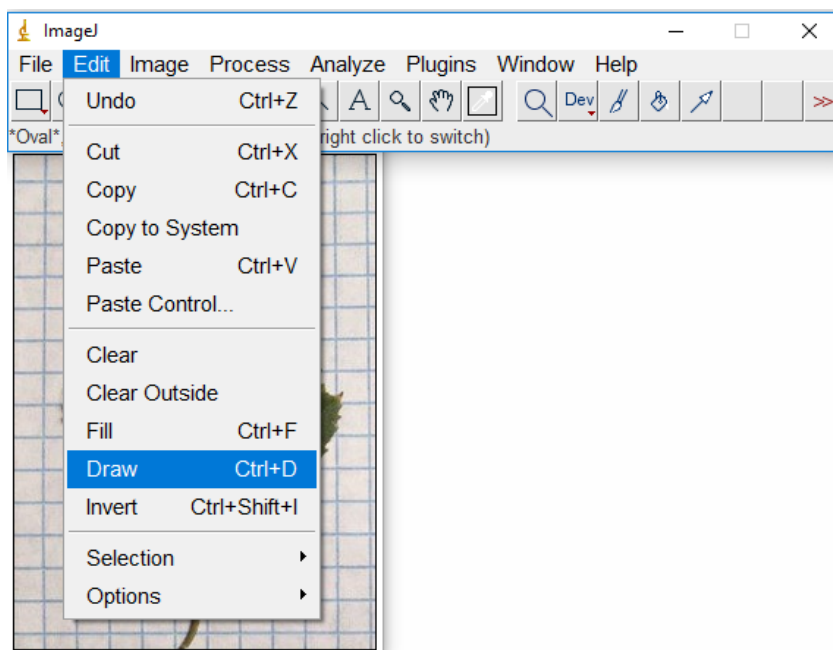 ImageJ
File Edit Image Process Analyze Plugins Window Help
A Dev >>
*Oval*, right click to switch)
Undo Ctrl+Z
Cut Ctrl+X
Copy Ctrl+C
Copy to System
Paste Ctrl+V
Paste Control...
Clear
Clear Outside
Fill Ctrl+F
Draw Ctrl+D
Invert Ctrl+Shift+I
Selection
Options